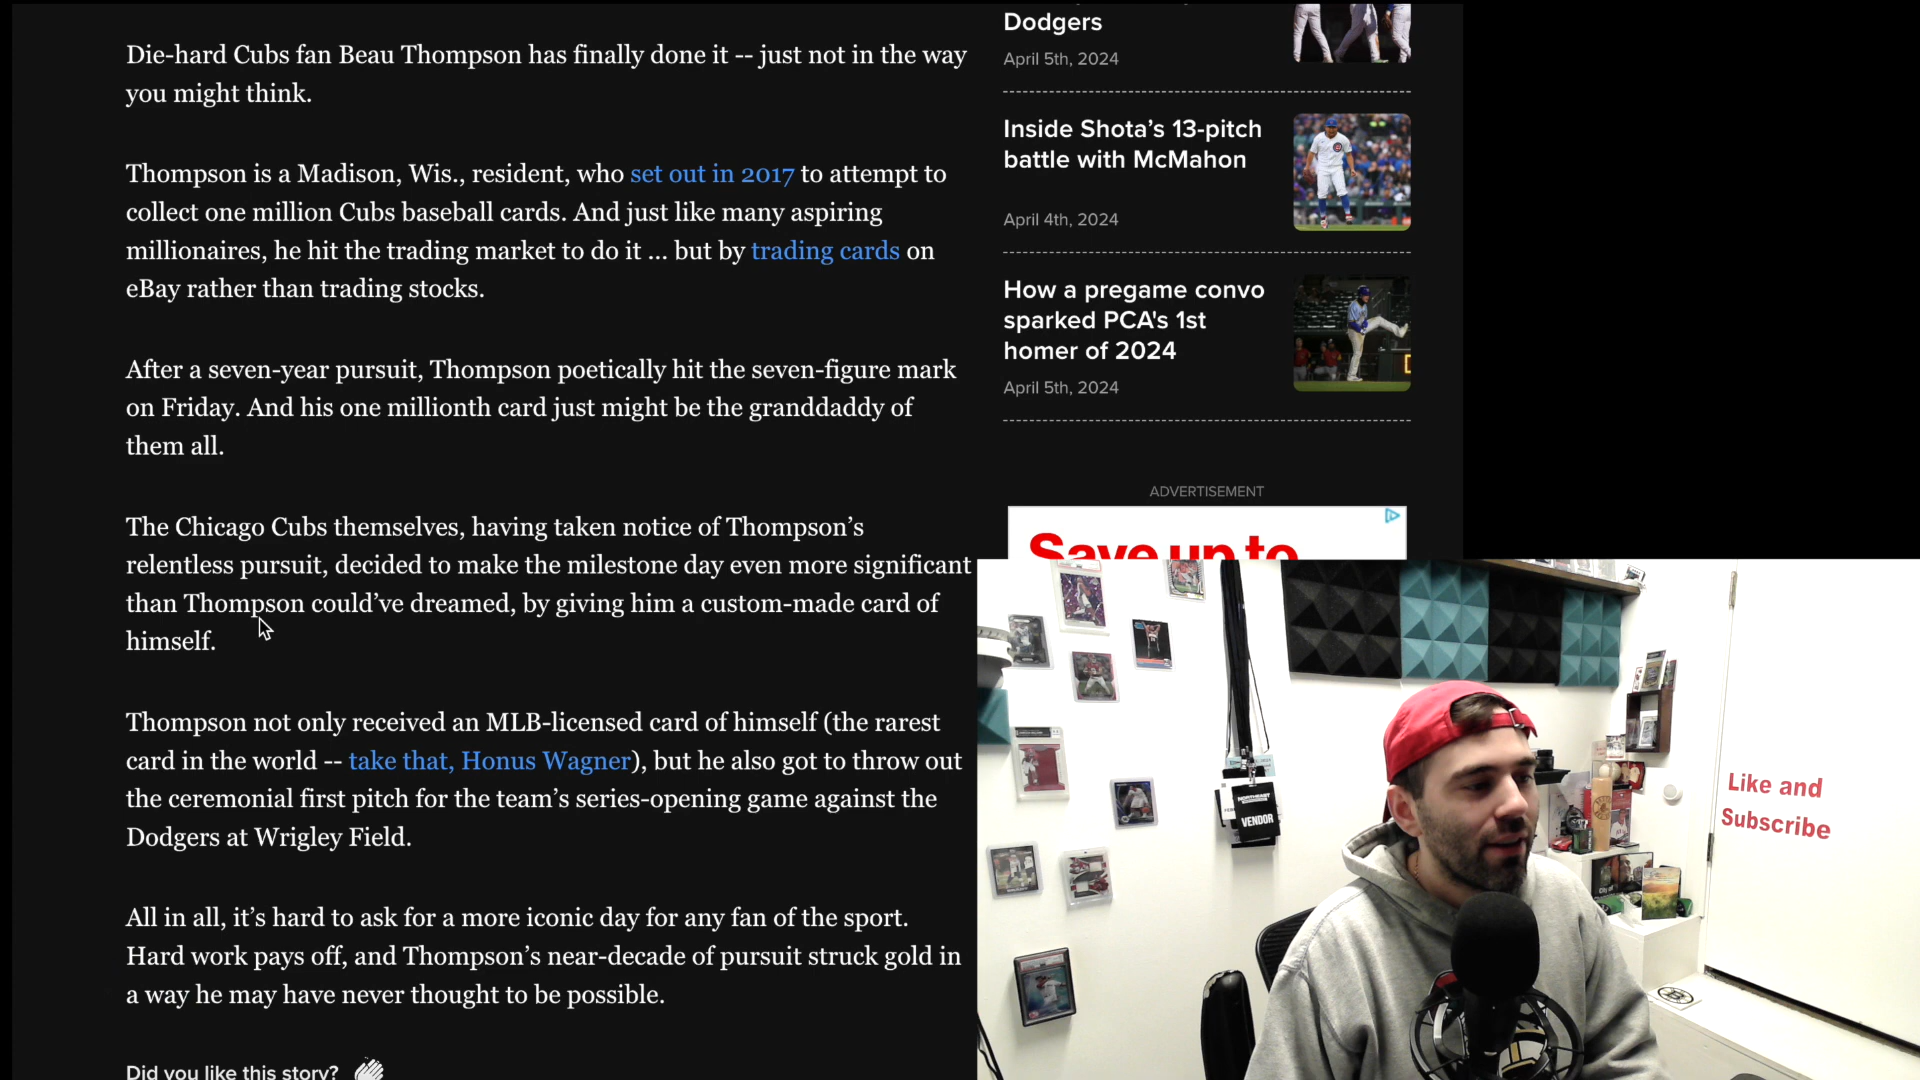 Die-hard Cubs fan Beau Thompson has finally done it -- just not in the way
you might think.
Thompson is a Madison, Wis., resident, who set out in 2017 to attempt to
collect one million Cubs baseball cards. And just like many aspiring
millionaires, he hit the trading market to do it ... but by trading cards on
eBay rather than trading stocks.
After a seven-year pursuit, Thompson poetically hit the seven-figure mark
on Friday. And his one millionth card just might be the granddaddy of
them all.
The Chicago Cubs themselves, having taken notice of Thompson's
relentless pursuit, decided to make the milestone day even more significant
than Thompson could've dreamed, by giving him a custom-made card of
himself.
Thompson not only received an MLB-licensed card of himself (the rarest
card in the world -- take that, Honus Wagner), but he also got to throw out
the ceremonial first pitch for the team's series-opening game against the
Dodgers at Wrigley Field.
All in all, it's hard to ask for a more iconic day for any fan of the sport.
Hard work pays off, and Thompson's near-decade of pursuit struck gold in
a way he may have never thought to be possible.
Did you like this story?
Dodgers
April 5th, 2024
Inside Shota's 13-pitch
battle with McMahon
April 4th, 2024
How a pregame convo
sparked PCA's 1st
homer of 2024
April 5th, 2024
ADVERTISEMENT
Save up to
VENDOR
Like and
Subscribe